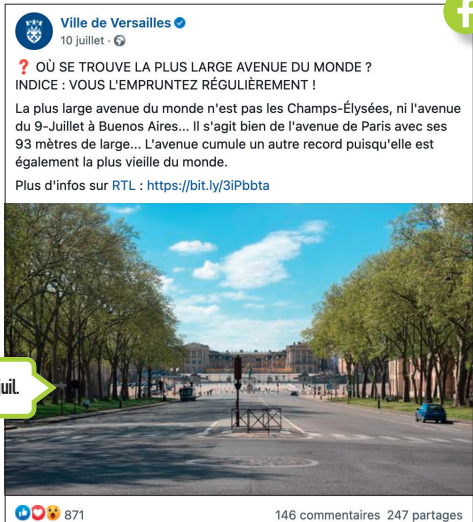 Ville de Versailles
10 juillet ·
❓ OÙ SE TROUVE LA PLUS LARGE AVENUE DU MONDE ?
INDICE : VOUS L'EMPRUNTEZ RÉGULIÈREMENT !
La plus large avenue du monde n'est pas les Champs-Élysées, ni l'avenue
du 9-Juillet à Buenos Aires... Il s'agit bien de l'avenue de Paris avec ses
93 mètres de large... L'avenue cumule un autre record puisqu'elle est
également la plus vieille du monde.
Plus d'infos sur RTL : https://bit.ly/3iPbbta
uil.
871
146 commentaires 247 partages